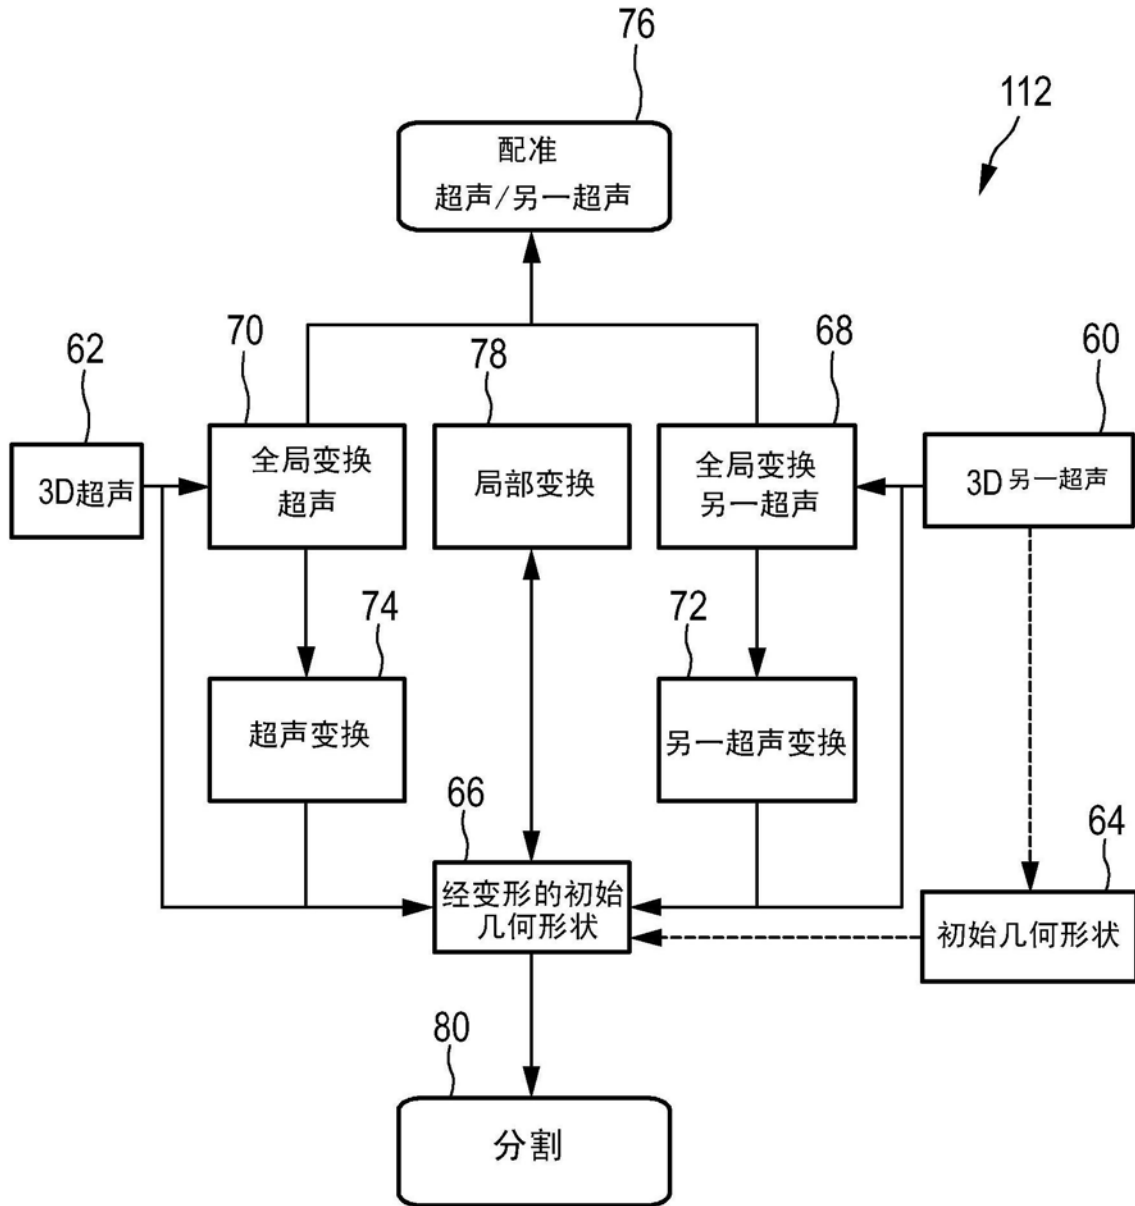 76
112
配准
超声/另一超声
62
70
78
68
60
3D超声
全局变换
超声
局部变换
全局变换
另一超声
3D 另一超声
74
72
超声变换
另一超声变换
66
64
经变形的初始
几何形状
初始几何形状
80
分割